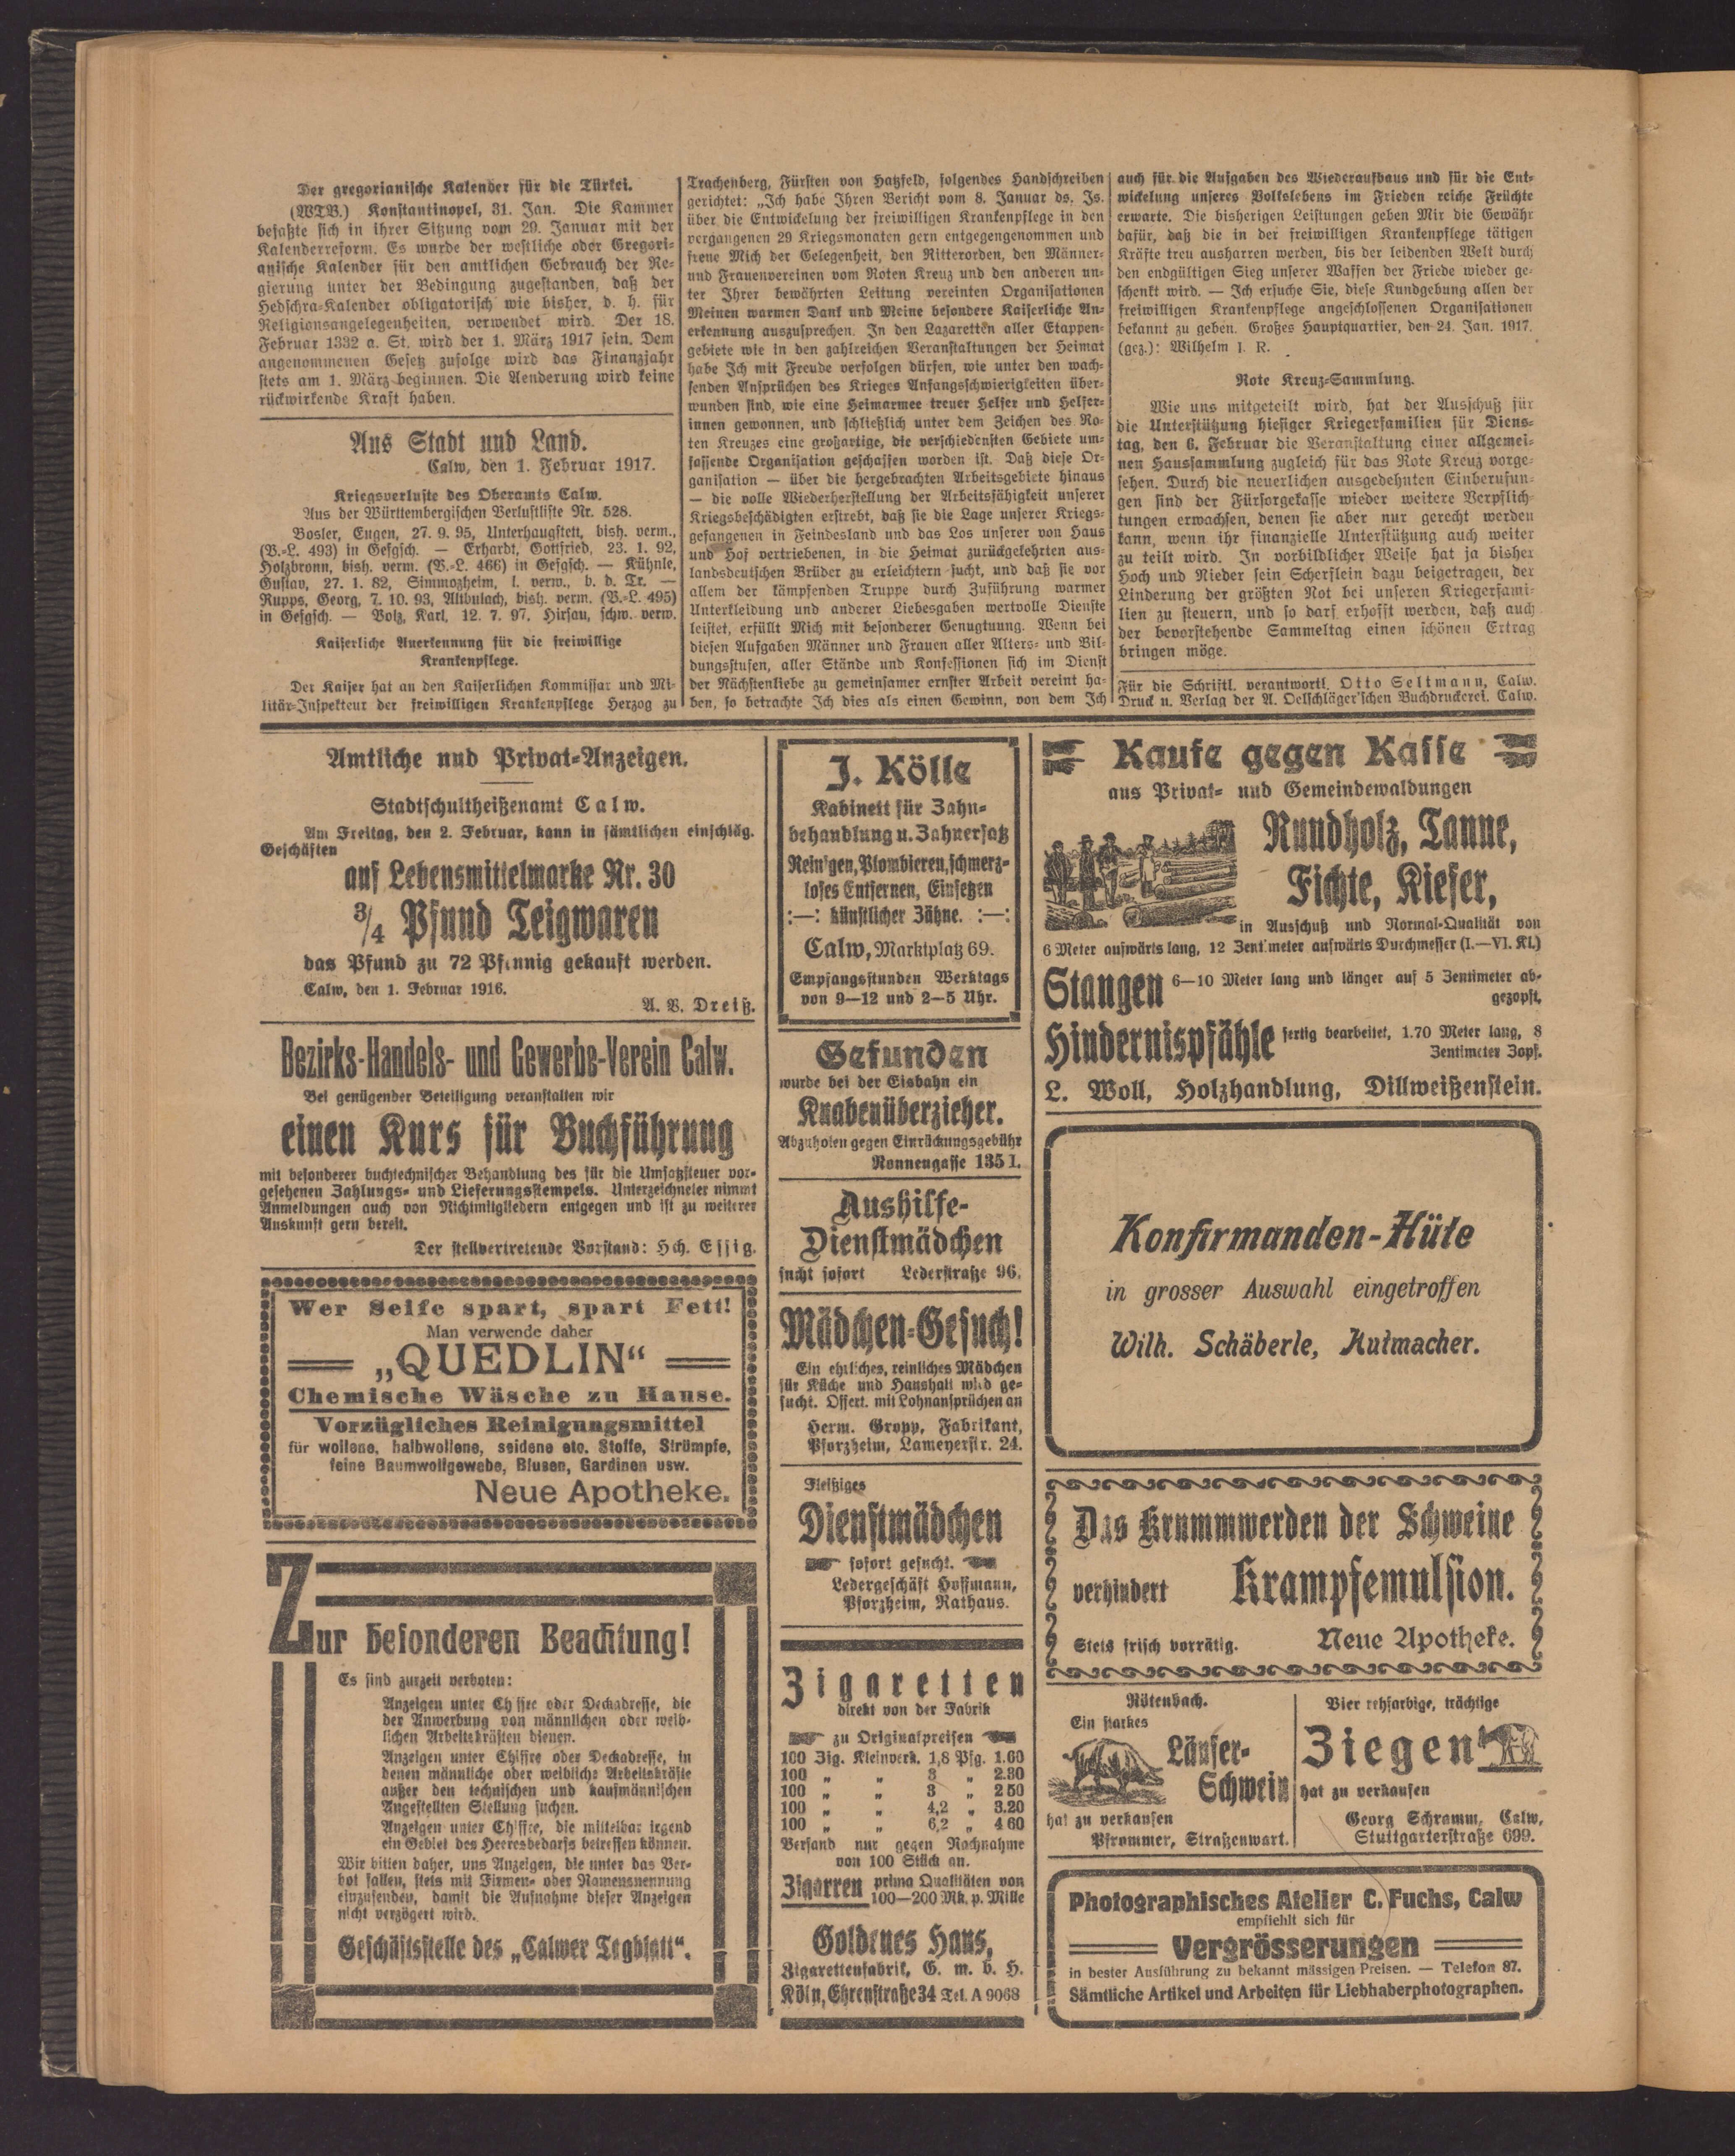 Der gregorianische Kalender für die Türkei.
(WTB.) Konstantinopel, 31. Jan. Die Kammer
befaßte sich in ihrer Sitzung vom 29. Januar mit der
Kalenderreform. Es wurde der westliche oder Gregori-
anische Kalender für den amtlichen Gebrauch der Re-
gierung unter der Bedingung zugestanden, daß der
Hedschra-Kalender obligatorisch wie bisher, d. h. für
Religionsangelegenheiten, verwendet wird. Der 18.
Februar 1332 a. St. wird der 1. März 1917 sein. Dem
angenommenen Gesetz zufolge wird das Finanzjahr
stets am 1. März beginnen. Die Aenderung wird keine
rückwirkende Kraft haben.
Aus Stadt und Land.
Calw, den 1. Februar 1917.
Kriegsverluste des Oberamts Calw.
Aus der Württembergischen Verlustliste Nr. 528.
Bosler, Eugen, 27. 9. 95, Unterhaugstett, bish. verm.,
(V.-L. 493) in Gefgsch. — Erhardt, Gottfried, 23. 1. 92,
Holzbronn, bish. verm. (V.-L. 466) in Gefgsch. — Kühnle,
Gustav, 27. 1. 82, Simmozheim, l. verw., b. d. Tr. —
Rupps, Georg, 7. 10. 93, Altbulach, bish. verm. (V.-L. 495)
in Gefgsch. — Volz, Karl, 12. 7. 97, Hirsau, schw. verw.
Kaiserliche Anerkennung für die freiwillige
Krankenpflege.
Der Kaiser hat an den Kaiserlichen Kommissar und Mi-
litär-Inspekteur der freiwilligen Krankenpflege Herzog zu
Trachenberg, Fürsten von Hatzfeld, folgendes Handschreiben
gerichtet: „Ich habe Ihren Bericht vom 8. Januar ds. Js.
über die Entwickelung der freiwilligen Krankenpflege in den
vergangenen 29 Kriegsmonaten gern entgegengenommen und
freue Mich der Gelegenheit, den Ritterorden, den Männer-
und Frauenvereinen vom Roten Kreuz und den anderen un-
ter Ihrer bewährten Leitung vereinten Organisationen
Meinen warmen Dank und Meine besondere Kaiserliche An-
erkennung auszusprechen. In den Lazaretten aller Etappen-
gebiete wie in den zahlreichen Veranstaltungen der Heimat
habe Ich mit Freude verfolgen dürfen, wie unter den wach-
senden Ansprüchen des Krieges Anfangsschwierigkeiten über-
wunden sind, wie eine Heimarmee treuer Helfer und Helfer-
innen gewonnen, und schließlich unter dem Zeichen des Ro-
ten Kreuzes eine großartige, die verschiedensten Gebiete um-
fassende Organisation geschaffen worden ist. Daß diese Or-
ganisation — über die hergebrachten Arbeitsgebiete hinaus
— die volle Wiederherstellung der Arbeitsfähigkeit unserer
Kriegsbeschädigten erstrebt, daß sie die Lage unserer Kriegs-
gefangenen in Feindesland und das Los unserer von Haus
und Hof vertriebenen, in die Heimat zurückgekehrten aus-
landsdeutschen Brüder zu erleichtern sucht, und daß sie vor
allem der kämpfenden Truppe durch Zuführung warmer
Unterkleidung und anderer Liebesgaben wertvolle Dienste
leistet, erfüllt Mich mit besonderer Genugtuung. Wenn bei
diesen Aufgaben Männer und Frauen aller Alters- und Bil-
dungsstufen, aller Stände und Konfessionen sich im Dienst
der Nächstenliebe zu gemeinsamer ernster Arbeit vereint ha-
ben, so betrachte Ich dies als einen Gewinn, von dem Ich
auch für die Aufgaben des Wiederaufbaus und für die Ent-
wickelung unseres Volkslebens im Frieden reiche Früchte
erwarte. Die bisherigen Leistungen geben Mir die Gewähr
dafür, daß die in der freiwilligen Krankenpflege tätigen
Kräfte treu ausharren werden, bis der leidenden Welt durch
den endgültigen Sieg unserer Waffen der Friede wieder ge-
schenkt wird. — Ich ersuche Sie, diese Kundgebung allen der
freiwilligen Krankenpflege angeschlossenen Organisationen
bekannt zu geben. Großes Hauptquartier, den 24. Jan. 1917.
(gez.): Wilhelm I. R.
Rote Kreuz-Sammlung.
Wie uns mitgeteilt wird, hat der Ausschuß für
die Unterstützung hiesiger Kriegerfamilien für Diens-
tag, den 6. Februar die Veranstaltung einer allgemei-
nen Haussammlung zugleich für das Rote Kreuz vorge-
sehen. Durch die neuerlichen ausgedehnten Einberufun-
gen sind der Fürsorgekasse wieder weitere Verpflich-
tungen erwachsen, denen sie aber nur gerecht werden
kann, wenn ihr finanzielle Unterstützung auch weiter
zu teilt wird. In vorbildlicher Weise hat ja bisher
Hoch und Nieder sein Scherflein dazu beigetragen, der
Linderung der größten Not bei unseren Kriegerfami-
lien zu steuern, und so darf erhofft werden, daß auch
der bevorstehende Sammeltag einen schönen Ertrag
bringen möge.
Für die Schriftl. verantwortl. Otto Seltmann, Calw.
Druck u. Verlag der A. Oelschläger'schen Buchdruckerei. Calw.
Amtliche und Privat-Anzeigen.
Stadtschultheißenamt Calw.
Am Freitag, den 2. Februar, kann in sämtlichen einschläg.
Geschäften
auf Lebensmittelmarke Nr. 30
3/4 Pfund Teigwaren
das Pfund zu 72 Pfennig gekauft werden.
Calw, den 1. Februar 1916.
A. V. Dreiß.
Bezirks-Handels- und Gewerbe-Verein Calw.
Bei genügender Beteiligung veranstalten wir
einen Kurs für Buchführung
mit besonderer buchtechnischer Behandlung des für die Umsatzsteuer vor-
gesehenen Zahlungs- und Lieferungsstempels. Unterzeichneter nimmt
Anmeldungen auch von Nichtmitgliedern entgegen und ist zu weiterer
Auskunft gern bereit.
Der stellvertretende Vorstand: Hch. Essig.
Wer Seife spart, spart Fett!
Man verwende daher
„QUEDLIN“
Chemische Wäsche zu Hause.
Vorzügliches Reinigungsmittel
für wollene, halbwollene, seidene etc. Stoffe, Strümpfe,
feine Baumwollgewebe, Blusen, Gardinen usw.
Neue Apotheke.
Zur besonderen Beachtung!
Es sind zurzeit verboten:
Anzeigen unter Chiffre oder Deckadresse, die
der Anwerbung von männlichen oder weib-
lichen Arbeitskräften dienen.
Anzeigen unter Chiffre oder Deckadresse, in
denen männliche oder weibliche Arbeitskräfte
außer den technischen und kaufmännischen
Angestellten Stellung suchen.
Anzeigen unter Chiffre, die mittelbar irgend
ein Gebiet des Heeresbedarfs betreffen können.
Wir bitten daher, uns Anzeigen, die unter das Ver-
bot fallen, stets mit Firmen- oder Namensnennung
einzusenden, damit die Aufnahme dieser Anzeigen
nicht verzögert wird.
Geschäftsstelle des „Calwer Tagblatt“.
J. Kölle
Kabinett für Zahn-
behandlung u. Zahnersatz
Reinigen, Plombieren, schmerz-
loses Entfernen, Einsetzen
:—: künstlicher Zähne. :—:
Calw, Marktplatz 69.
Empfangsstunden Werktags
von 9—12 und 2—5 Uhr.
Gefunden
wurde bei der Eisbahn ein
Knabenüberzieher.
Abzuholen gegen Einrückungsgebühr
Nonnengasse 135 I.
Aushilfe-
Dienstmädchen
sucht sofort Lederstraße 96.
Mädchen-Gesuch!
Ein ehrliches, reinliches Mädchen
für Küche und Haushalt wird ge-
sucht. Offert. mit Lohnansprüchen an
Herm. Gropp, Fabrikant,
Pforzheim, Lameyerstr. 24.
Fleißiges
Dienstmädchen
sofort gesucht.
Ledergeschäft Hoffmann,
Pforzheim, Rathaus.
Zigaretten
direkt von der Fabrik
zu Originalpreisen
100 Zig. Kleinverk. 1,8 Pfg. 1.60
100 „ „ 3 „ 2.30
100 „ „ 3 „ 2 50
100 „ „ 4,2 „ 3.20
100 „ „ 6,2 „ 4 60
Versand nur gegen Nachnahme
von 100 Stück an.
Zigarren prima Qualitäten von
100—200 Mk. p. Mille
Goldenes Haus,
Zigarettenfabrik, G. m. b. H.
Köln, Ehrenstraße 34 Tel. A 9068
Kaufe gegen Kasse
aus Privat- und Gemeindewaldungen
Rundholz, Tanne,
Fichte, Kiefer,
in Ausschuß und Normal-Qualität von
6 Meter aufwärts lang, 12 Zentimeter aufwärts Durchmesser (I.—VI. Kl.)
Stangen 6—10 Meter lang und länger auf 5 Zentimeter ab-
gezopft,
Hindernispfähle fertig bearbeitet, 1.70 Meter lang, 8
Zentimeter Zopf.
L. Woll, Holzhandlung, Dillweißenstein.
Konfirmanden-Hüte
in grosser Auswahl eingetroffen
Wilh. Schäberle, Hutmacher.
Das Krummwerden der Schweine
verhindert Krampfemulsion.
Stets frisch vorrätig. Neue Apotheke.
Rötenbach.
Ein starkes
Läufer-
Schwein
hat zu verkaufen
Pfrommer, Straßenwart.
Vier rehfarbige, trächtige
Ziegen
hat zu verkaufen
Georg Schramm, Calw,
Stuttgarterstraße 699.
Photographisches Atelier C. Fuchs, Calw
empfiehlt sich für
Vergrösserungen
in bester Ausführung zu bekannt mässigen Preisen. — Telefon 87.
Sämtliche Artikel und Arbeiten für Liebhaberphotographen.